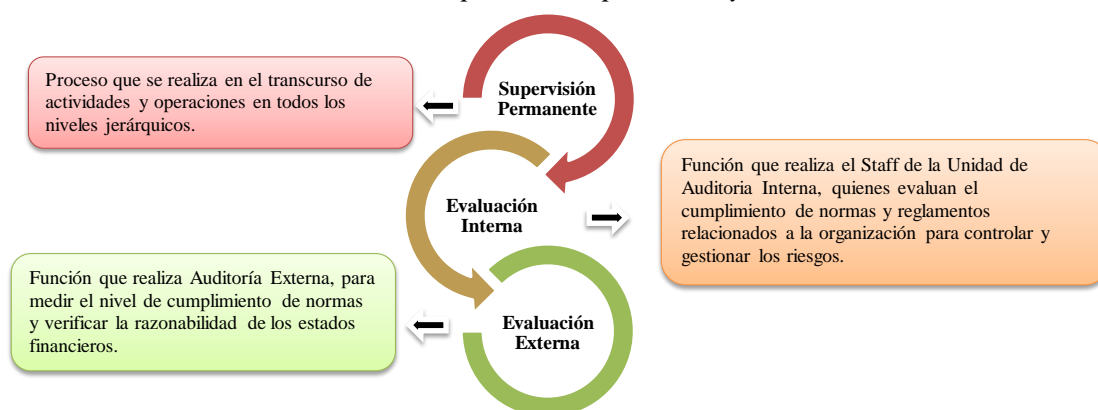 Proceso que se realiza en el transcurso de
actividades y operaciones en todos los
niveles jerárquicos.
Supervisión
Permanente
Evaluación
Interna
Función que realiza el Staff de la Unidad de
Auditoria Interna, quienes evaluan el
cumplimiento de normas y reglamentos
relacionados a la organización para controlar y
gestionar los riesgos.
Función que realiza Auditoría Externa, para
medir el nivel de cumplimiento de normas
y verificar la razonabilidad de los estados
financieros.
Evaluación
Externa